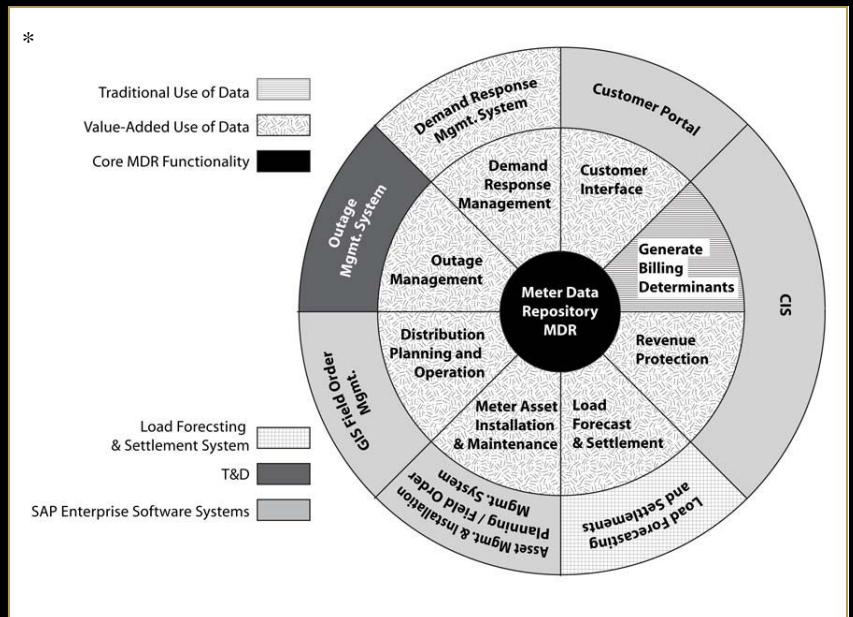 *
Traditional Use of Data
Value-Added Use of Data
Core MDR Functionality
Demand Response
Mgmt. System
Customer Portal
Demand
Response
Management
Customer
Interface
Outage
Mgmt. System
Outage
Management
Generate
Billing
Determinants
Meter Data
Repository
MDR
CIS
Distribution
Planning and
Operation
Revenue
Protection
GIS Field Order
Mgmt.
Meter Asset
Installation
& Maintenance
Load
Forecast
& Settlement
Load Forecsting
& Settlement System
T&D
SAP Enterprise Software Systems
Asset Mgmt. & Installation
Planning / Field Order
Mgmt. System
Load Forecasting
and Settlements